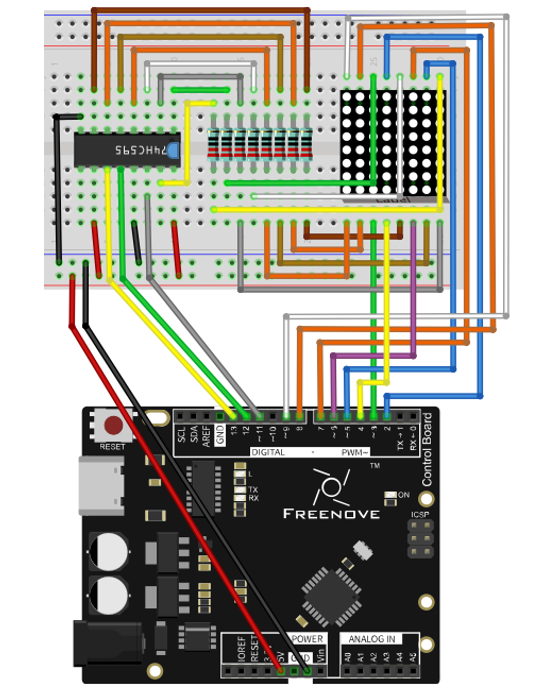 74HC595
RESET
SCL
SDA
AREF
GND
13
12
~11
~10
~9
8
7
~6
~5
4
~3
2
TX→1
RX←0
DIGITAL
PWM~
Control Board
L
TX
RX
TM
FREENOVE
ON
ICSP
POWER
ANALOG IN
IOREF
RESET
5V
GND
Vin
A0
A1
A2
A3
A4
A5